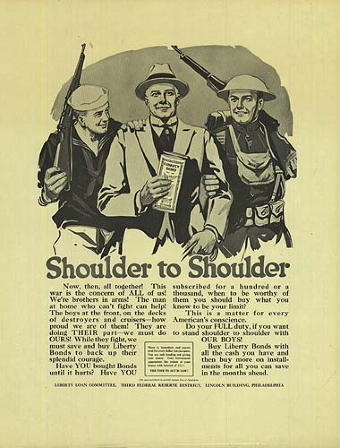 LIBERTY
BONDS
Shoulder to Shoulder
Now, then, all together! This
war is the concern of ALL of us!
We're brothers in arms! The man
at home who can't fight can help!
The boys at the front, on the decks
of destroyers and cruisers—how
proud we are of them! They are
doing THEIR part—we must do
OURS! While they fight, we
must save and buy Liberty
Bonds to back up their
splendid courage.
Have YOU bought Bonds
until it hurts? Have YOU
subscribed for a hundred or a
thousand, when to be worthy of
them you should buy what you
know to be your limit?
This is a matter for every
American's conscience.
Do your FULL duty, if you want
to stand shoulder to shoulder with
OUR BOYS!
Buy Liberty Bonds with
all the cash you have and
then buy more on install-
ments for all you can save
in the months ahead.
LIBERTY LOAN COMMITTEE, THIRD FEDERAL RESERVE DISTRICT, LINCOLN BUILDING, PHILADELPHIA